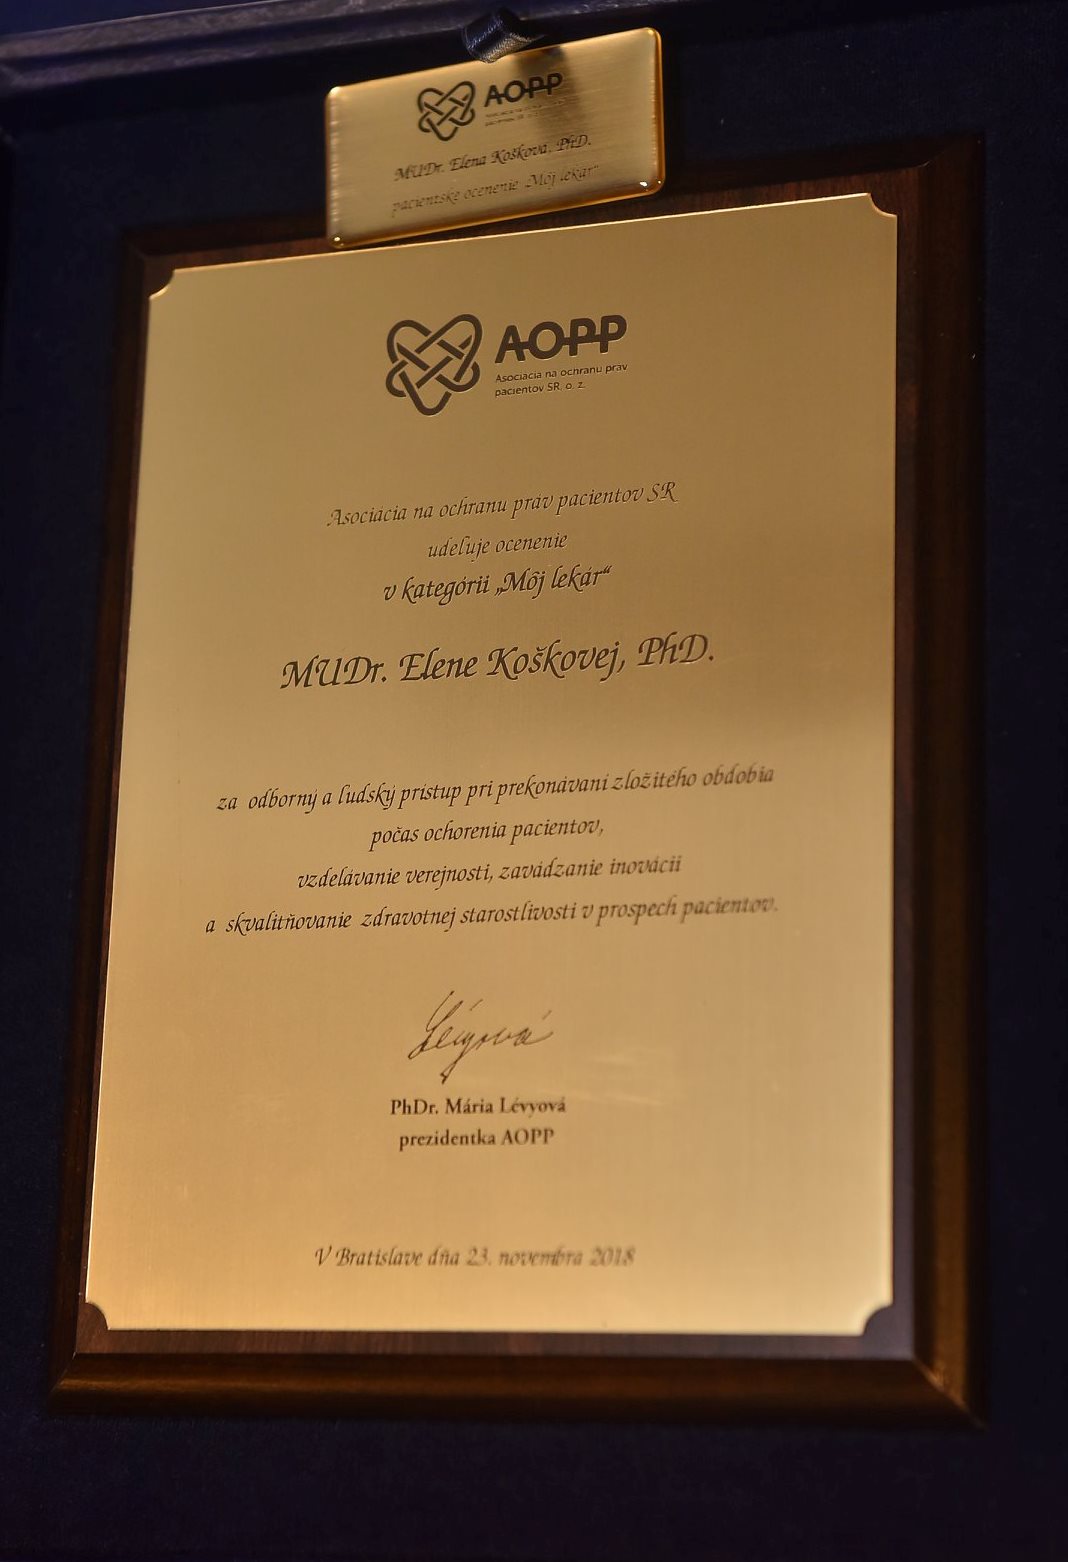 AOPP
MUDr. Elena Košková, PhD.
pacientske ocenenie „Môj lekár“
AOPP
Asociácia na ochranu práv
pacientov SR, o. z.
Asociácia na ochranu práv pacientov SR
udeľuje ocenenie
v kategórii „Môj lekár“
MUDr. Elene Koškovej, PhD.
za odborný a ľudský prístup pri prekonávaní zložitého obdobia
počas ochorenia pacientov,
vzdelávanie verejnosti, zavádzanie inovácií
a skvalitňovanie zdravotnej starostlivosti v prospech pacientov.
Lévyová
PhDr. Mária Lévyová
prezidentka AOPP
V Bratislave dňa 23. novembra 2018